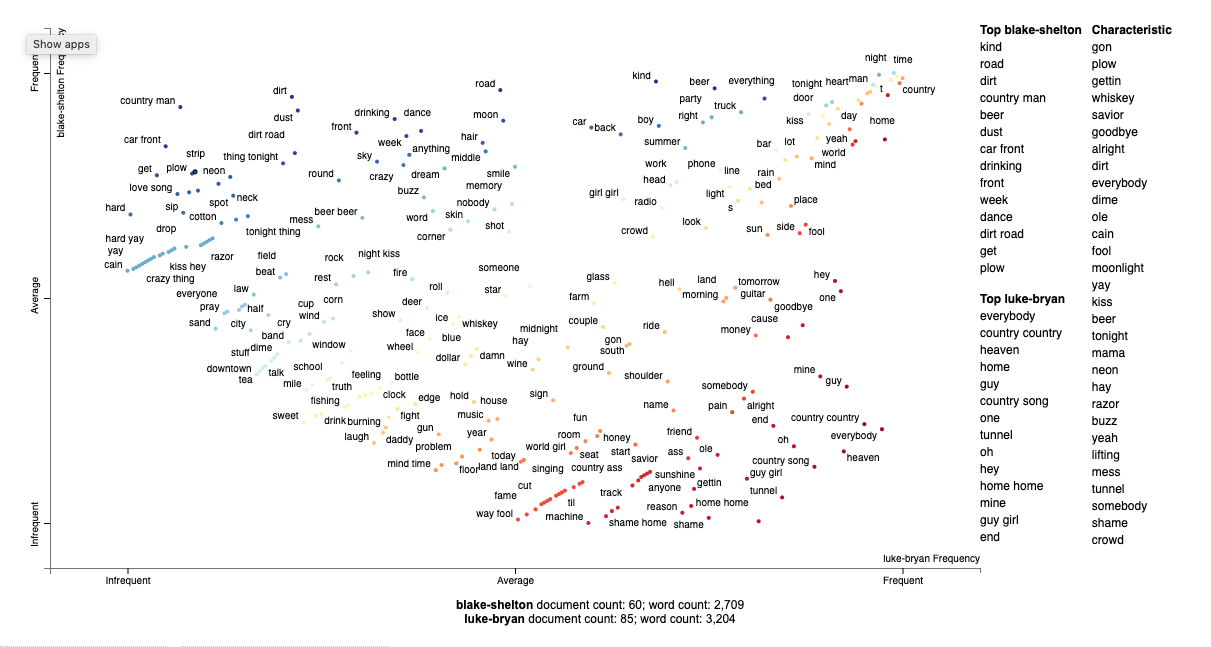 Show apps
Frequent
Average
Infrequent
blake-shelton Frequency
night time
kind beer everything tonight heart man
road party door t country
country man dirt truck
dust drinking dance moon car back boy right kiss day home
car front dirt road front week hair summer bar lot yeah
strip thing tonight sky anything middle world
get plow neon crazy dream smile work phone line rain mind
love song round buzz memory head bed
spot neck girl girl radio light place
hard sip cotton beer beer word skin nobody s
drop mess shot look sun side fool
hard yay tonight thing corner crowd
yay
cain razor field rock night kiss someone
crazy thing kiss hey beat rest fire glass hell land tomorrow hey
everyone law roll star farm morning guitar one
pray half cup corn deer goodbye
sand city cry wind show ice whiskey midnight couple ride cause
band face blue hay gon money
stuff dime window wheel south
downtown talk school dollar damn wine ground mine
tea mile feeling bottle shoulder guy
truth clock edge hold house sign somebody
fishing name pain alright
sweet drink burning fight music fun end country country
laugh daddy gun year room honey friend oh everybody
problem world girl seat start ass ole
mind time floor land land today savior country song heaven
singing country ass sunshine guy girl
cut track anyone gettin tunnel
fame til reason home home
way fool machine shame home shame
luke-bryan Frequency
Infrequent Average Frequent
blake-shelton document count: 60; word count: 2,709
luke-bryan document count: 85; word count: 3,204
Top blake-shelton
kind
road
dirt
country man
beer
dust
car front
drinking
front
week
dance
dirt road
get
plow
Top luke-bryan
everybody
country country
heaven
home
guy
country song
one
tunnel
oh
hey
home home
mine
guy girl
end
Characteristic
gon
plow
gettin
whiskey
savior
goodbye
alright
dirt
everybody
dime
ole
cain
fool
moonlight
yay
kiss
beer
tonight
mama
neon
hay
razor
buzz
yeah
lifting
mess
tunnel
somebody
shame
crowd